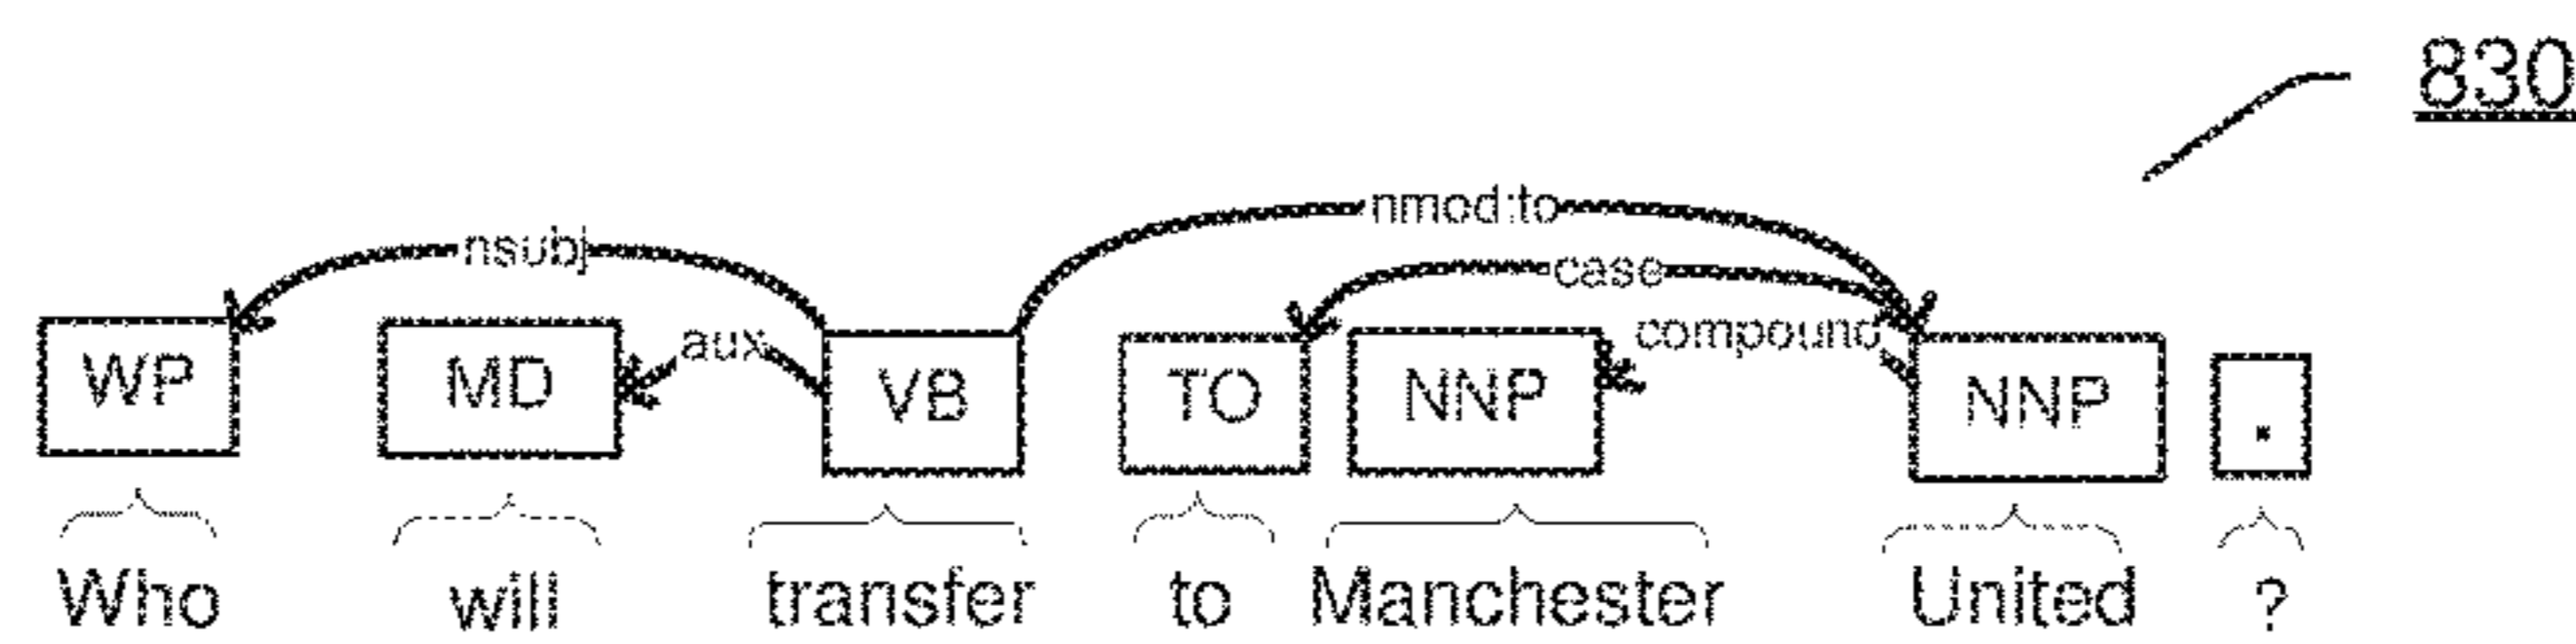 830
nmod:to
nsubj
case
aux
compound
WP MD VB TO NNP NNP .
Who will transfer to Manchester United ?